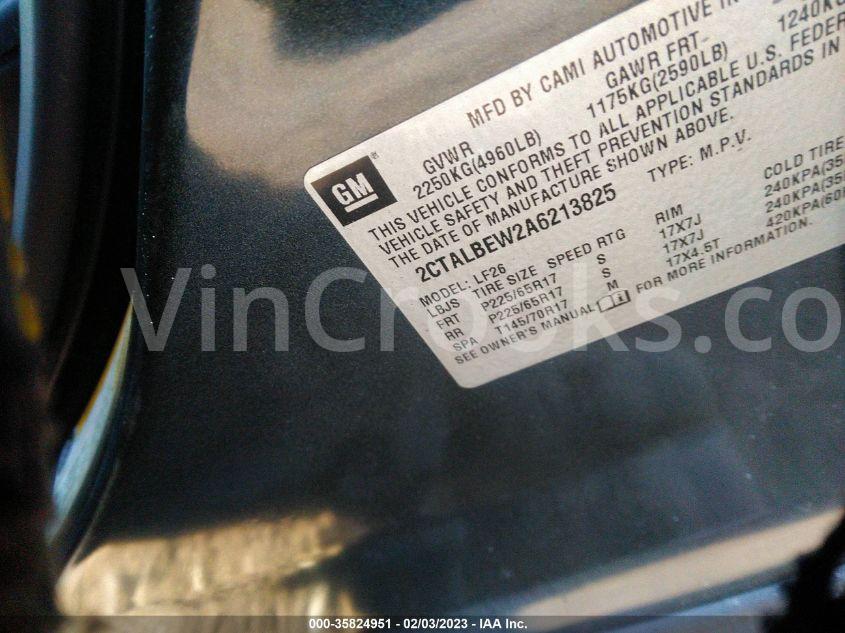 MFD BY CAMI AUTOMOTIVE
GVWR GAWR FRT
2250KG(4960LB) 1175KG(2590LB) 1240KG
THIS VEHICLE CONFORMS TO ALL APPLICABLE U.S.
VEHICLE SAFETY AND THEFT PREVENTION STANDARDS IN
THE DATE OF MANUFACTURE SHOWN ABOVE.
GM
2CTALBEW2A6213825 TYPE: M.P.V.
MODEL: LF26
LBJS TIRE SIZE SPEED RTG RIM COLD TIRE
FRT P225/65R17 S 17X7J 240KPA(35
RR P225/65R17 S 17X7J 240KPA(35
SPA T145/70R17 M 17X4.5T 420KPA(60
SEE OWNER'S MANUAL FOR MORE INFORMATION.
VinCrooks.co
000-35824951 - 02/03/2023 - IAA Inc.